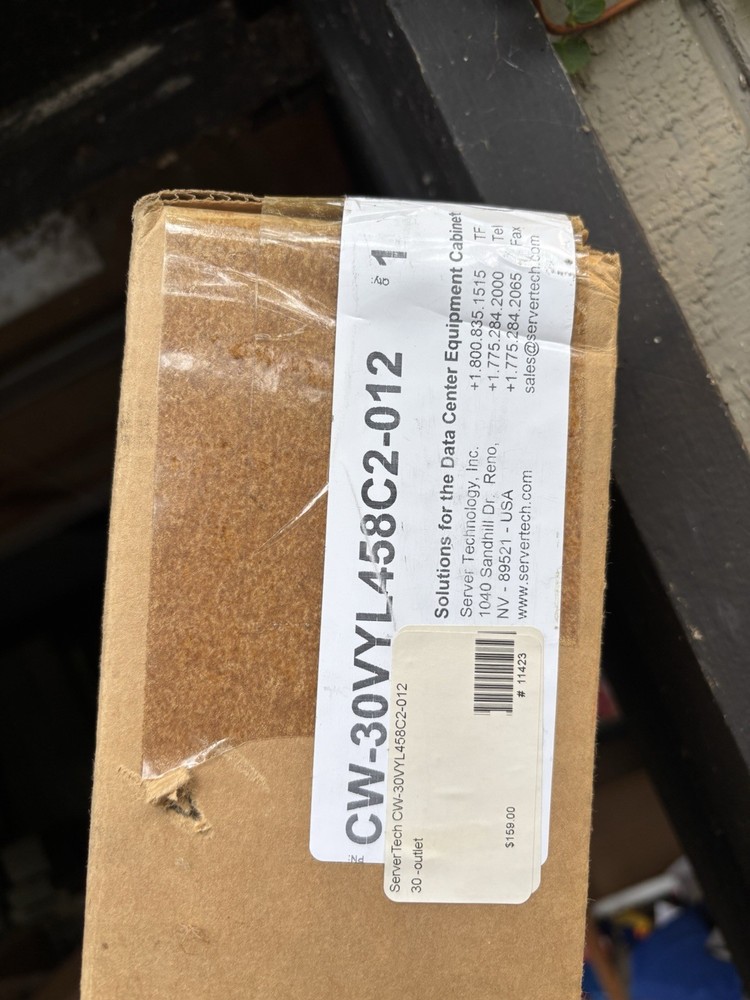 CW-30VYL458C2-012
1
Solutions for the Data Center Equipment Cabinet
Server Technology, Inc. +1.800.835.1515 TF
1040 Sandhill Dr. Reno, +1.775.284.2000 Tel
NV - 89521 - USA +1.775.284.2065 Fax
www.servertech.com sales@servertech.com
ServerTech CW-30VYL458C2-012
30 -outlet
$159.00
# 11423